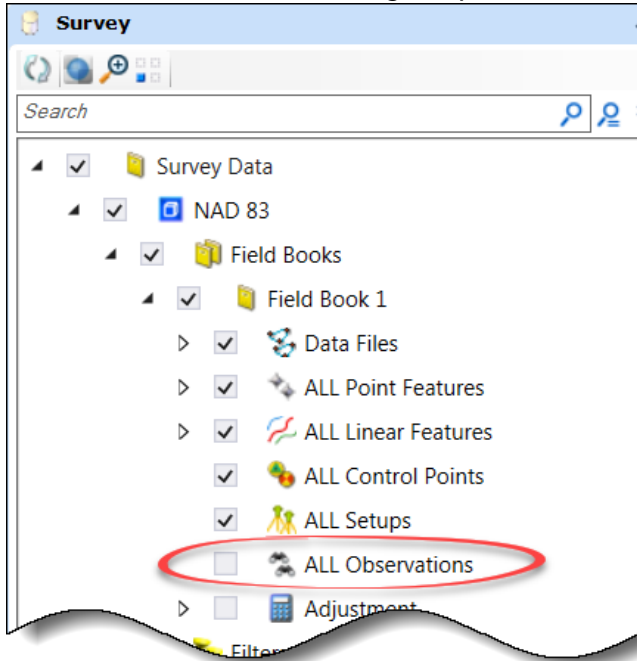 Survey
Search
Survey Data
NAD 83
Field Books
Field Book 1
Data Files
ALL Point Features
ALL Linear Features
ALL Control Points
ALL Setups
ALL Observations
Adjustment